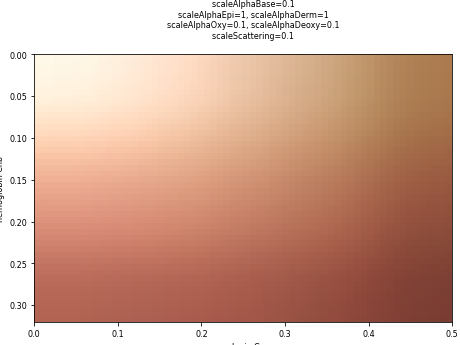 scaleAlphaBase=0.1
scaleAlphaEpi=1, scaleAlphaDerm=1
scaleAlphaOxy=0.1, scaleAlphaDeoxy=0.1
scaleScattering=0.1
0.00
0.05
0.10
0.15
0.20
0.25
0.30
0.0 0.1 0.2 0.3 0.4 0.5